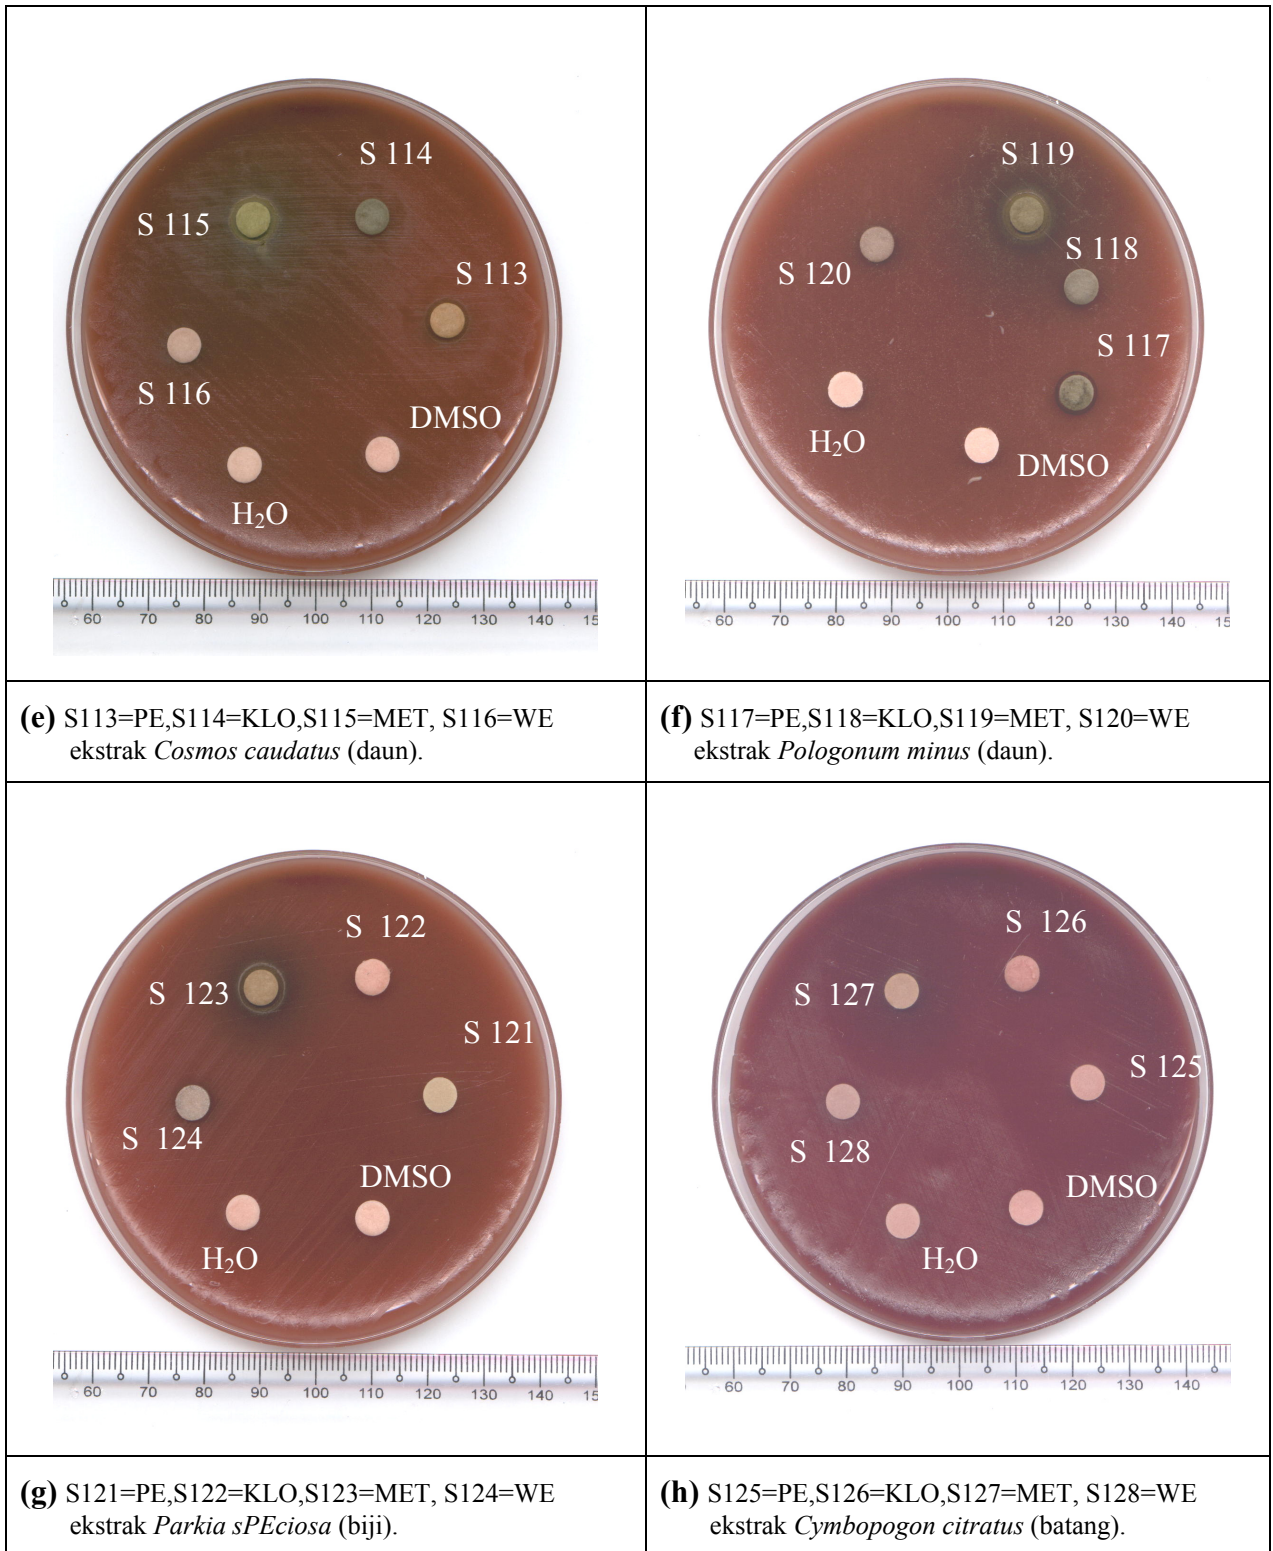 S 114
S 115
S 113
S 116
DMSO
H₂O
60 70 80 90 100 110 120 130 140 15
(e) S113=PE,S114=KLO,S115=MET, S116=WE
ekstrak Cosmos caudatus (daun).
S 119
S 118
S 120
S 117
H₂O
DMSO
60 70 80 90 100 110 120 130 140 15
(f) S117=PE,S118=KLO,S119=MET, S120=WE
ekstrak Pologonum minus (daun).
S 122
S 123
S 121
S 124
DMSO
H₂O
60 70 80 90 100 110 120 130 140 15
(g) S121=PE,S122=KLO,S123=MET, S124=WE
ekstrak Parkia sPEciosa (biji).
S 126
S 127
S 125
S 128
DMSO
H₂O
60 70 80 90 100 110 120 130 140
(h) S125=PE,S126=KLO,S127=MET, S128=WE
ekstrak Cymbopogon citratus (batang).